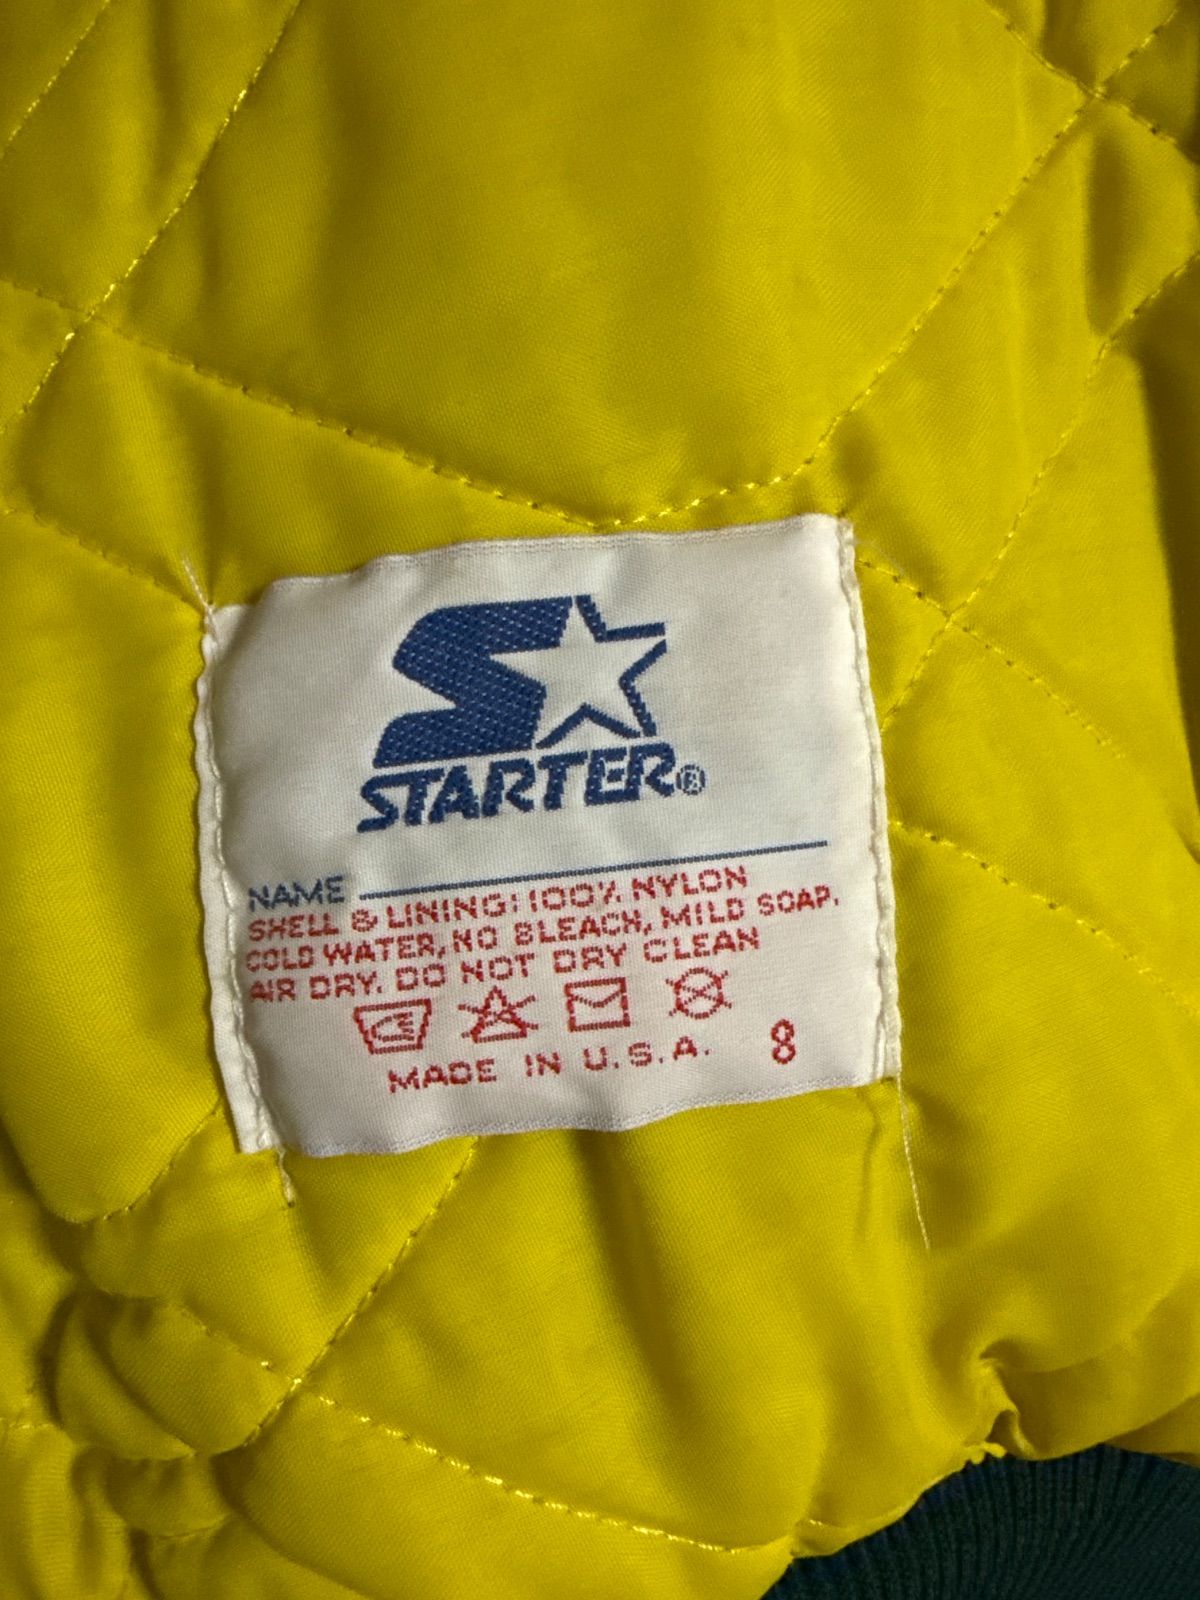 STARTER®
NAME
SHELL & LINING: 100% NYLON
COLD WATER, NO BLEACH, MILD SOAP.
AIR DRY. DO NOT DRY CLEAN
MADE IN U.S.A. 8